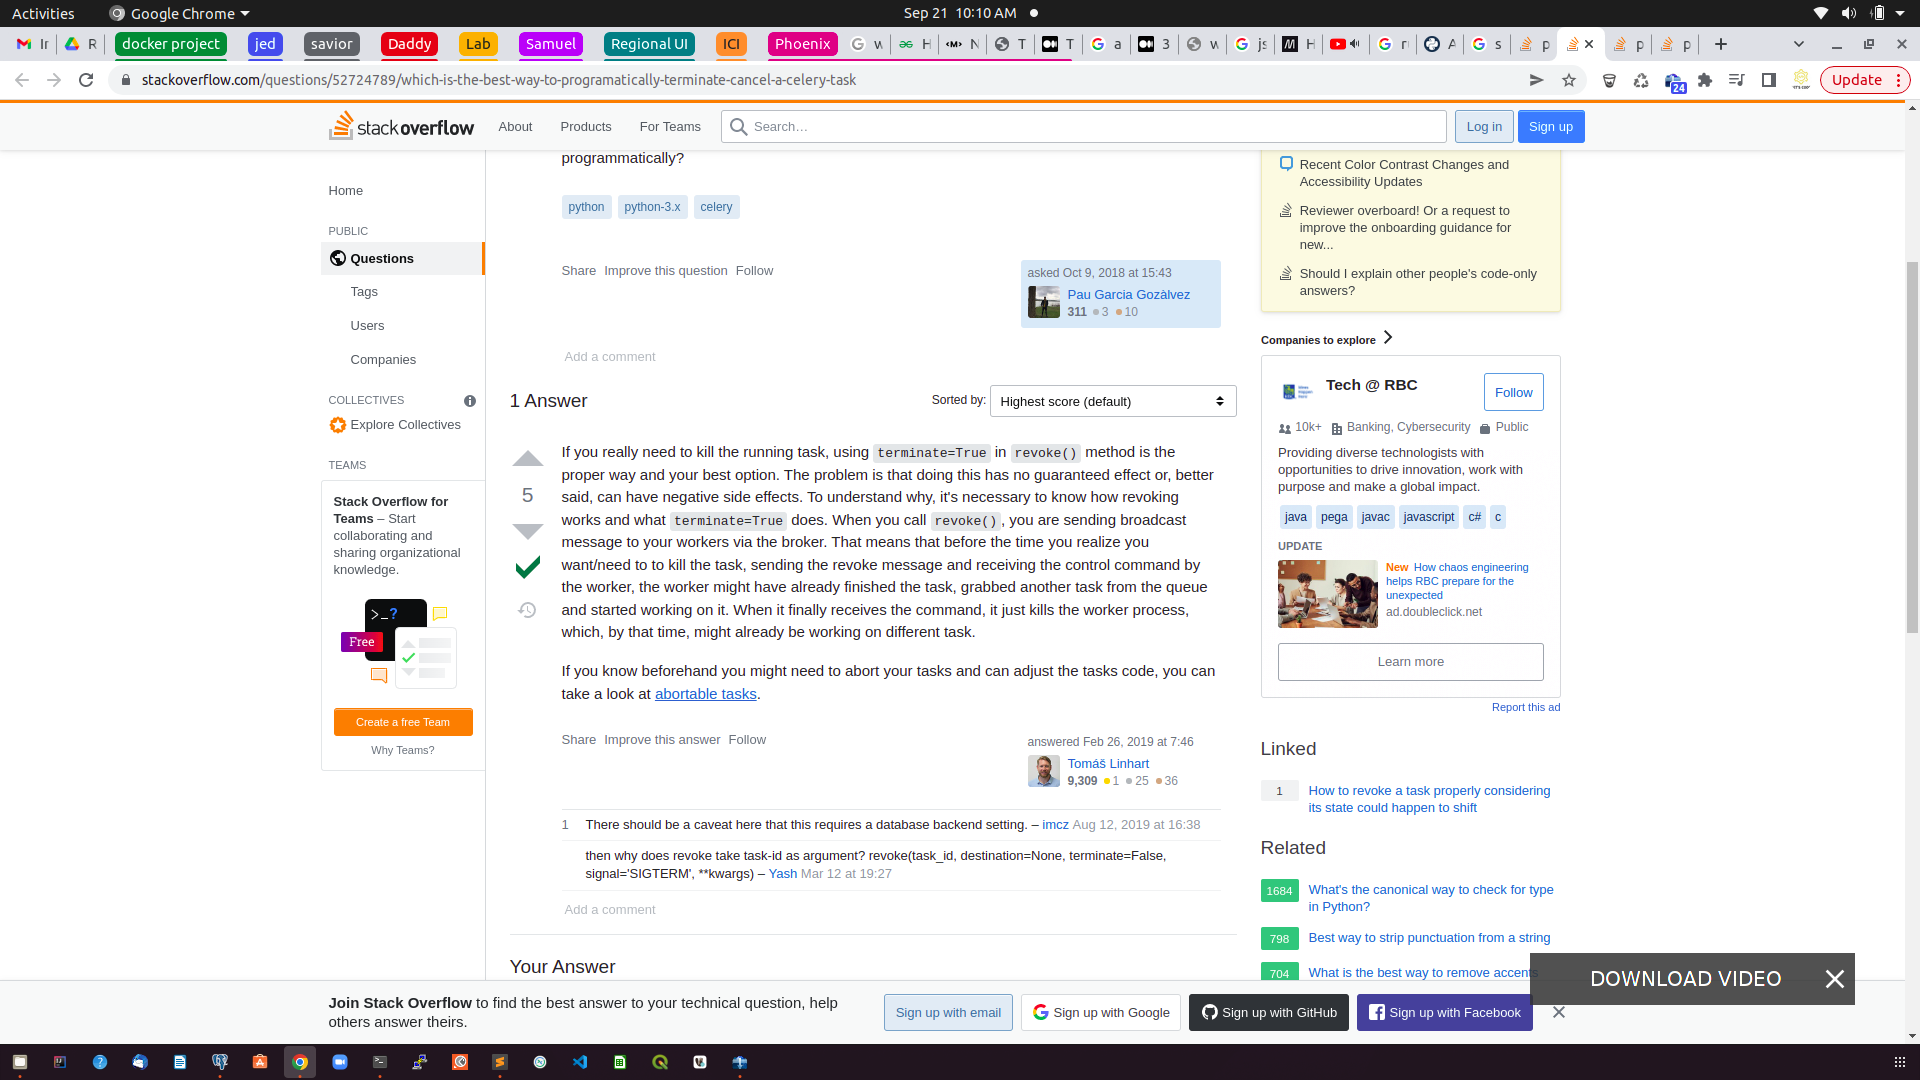 Activities
Google Chrome
Sep 21 10:10 AM
docker project
jed
savior
Daddy
Lab
Samuel
Regional UI
ICI
Phoenix
stackoverflow.com/questions/52724789/which-is-the-best-way-to-programatically-terminate-cancel-a-celery-task
24
Update
stackoverflow
About
Products
For Teams
Search…
Log in
Sign up
Home
PUBLIC
Questions
Tags
Users
Companies
COLLECTIVES
Explore Collectives
TEAMS
Stack Overflow for
Teams – Start
collaborating and
sharing organizational
knowledge.
>_?
Free
Create a free Team
Why Teams?
programmatically?
python
python-3.x
celery
Share Improve this question Follow
asked Oct 9, 2018 at 15:43
Pau Garcia Gozàlvez
311 3 10
Add a comment
1 Answer
Sorted by:
Highest score (default)
5
If you really need to kill the running task, using terminate=True in revoke() method is the
proper way and your best option. The problem is that doing this has no guaranteed effect or, better
said, can have negative side effects. To understand why, it's necessary to know how revoking
works and what terminate=True does. When you call revoke(), you are sending broadcast
message to your workers via the broker. That means that before the time you realize you
want/need to to kill the task, sending the revoke message and receiving the control command by
the worker, the worker might have already finished the task, grabbed another task from the queue
and started working on it. When it finally receives the command, it just kills the worker process,
which, by that time, might already be working on different task.
If you know beforehand you might need to abort your tasks and can adjust the tasks code, you can
take a look at abortable tasks.
Share Improve this answer Follow
answered Feb 26, 2019 at 7:46
Tomáš Linhart
9,309 1 25 36
1 There should be a caveat here that this requires a database backend setting. – imcz Aug 12, 2019 at 16:38
then why does revoke take task-id as argument? revoke(task_id, destination=None, terminate=False,
signal='SIGTERM', **kwargs) – Yash Mar 12 at 19:27
Add a comment
Your Answer
Recent Color Contrast Changes and
Accessibility Updates
Reviewer overboard! Or a request to
improve the onboarding guidance for
new...
Should I explain other people's code-only
answers?
Companies to explore
Tech @ RBC
Follow
10k+ Banking, Cybersecurity Public
Providing diverse technologists with
opportunities to drive innovation, work with
purpose and make a global impact.
java pega javac javascript c# c
UPDATE
New How chaos engineering
helps RBC prepare for the
unexpected
ad.doubleclick.net
Learn more
Report this ad
Linked
1 How to revoke a task properly considering
its state could happen to shift
Related
1684 What's the canonical way to check for type
in Python?
798 Best way to strip punctuation from a string
704 What is the best way to remove accents
DOWNLOAD VIDEO
Join Stack Overflow to find the best answer to your technical question, help
others answer theirs.
Sign up with email
Sign up with Google
Sign up with GitHub
Sign up with Facebook